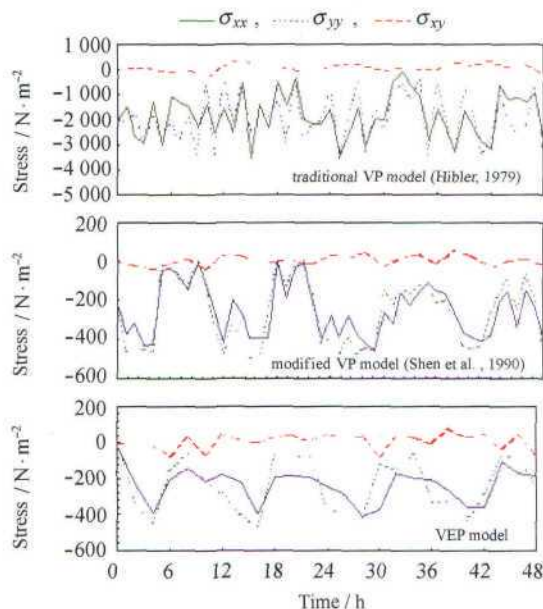 σxx , σyy , σxy
1 000
0
-1 000
-2 000
-3 000
-4 000
-5 000
Stress / N · m⁻²
traditional VP model (Hibler, 1979)
200
0
-200
-400
-600
Stress / N · m⁻²
modified VP model (Shen et al. , 1990)
200
0
-200
-400
-600
Stress / N · m⁻²
VEP model
0 6 12 18 24 30 36 42 48
Time / h